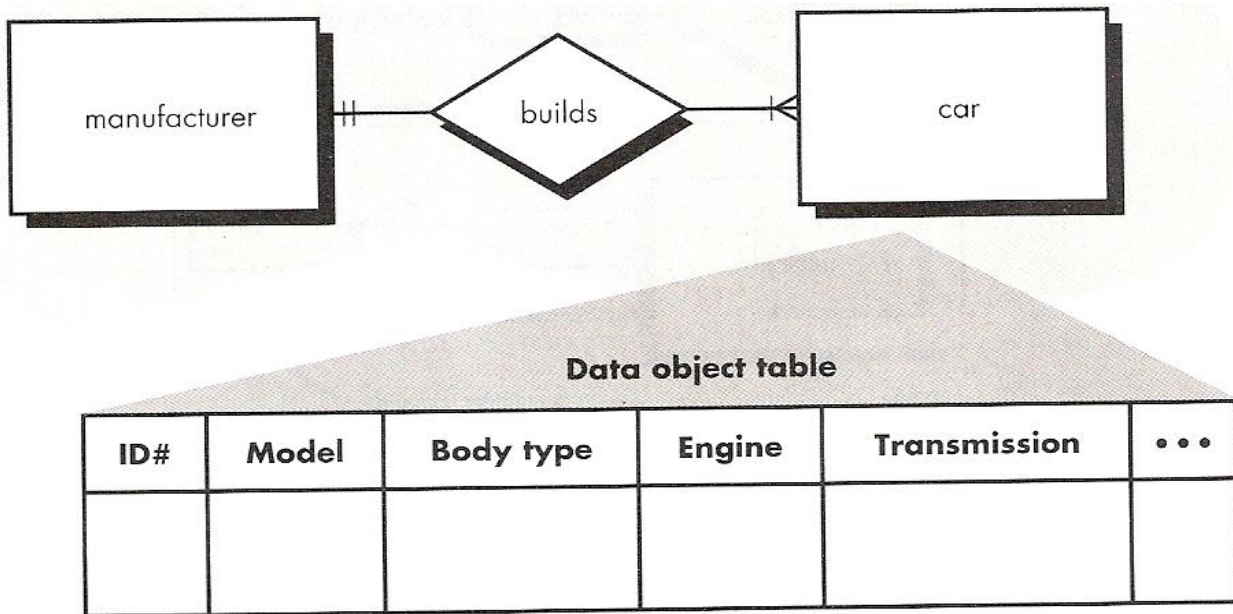 manufacturer builds car
Data object table
ID# Model Body type Engine Transmission •••